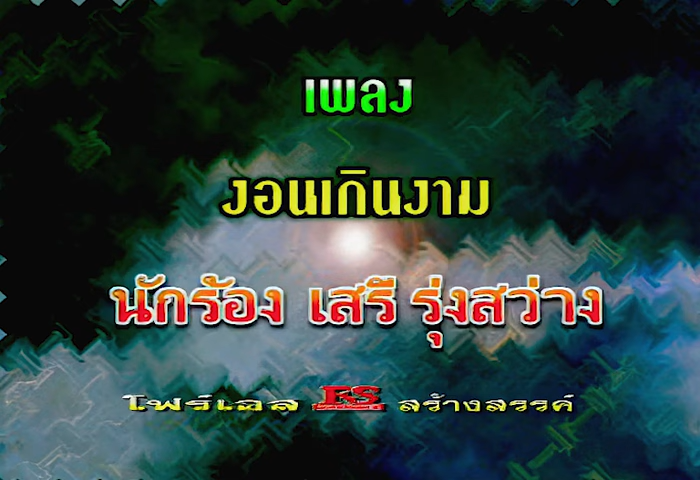 เพลง
งอนเกินงาม
นักร้อง เสรี รุ่งสว่าง
โฟร์เอส RS สร้างสรรค์